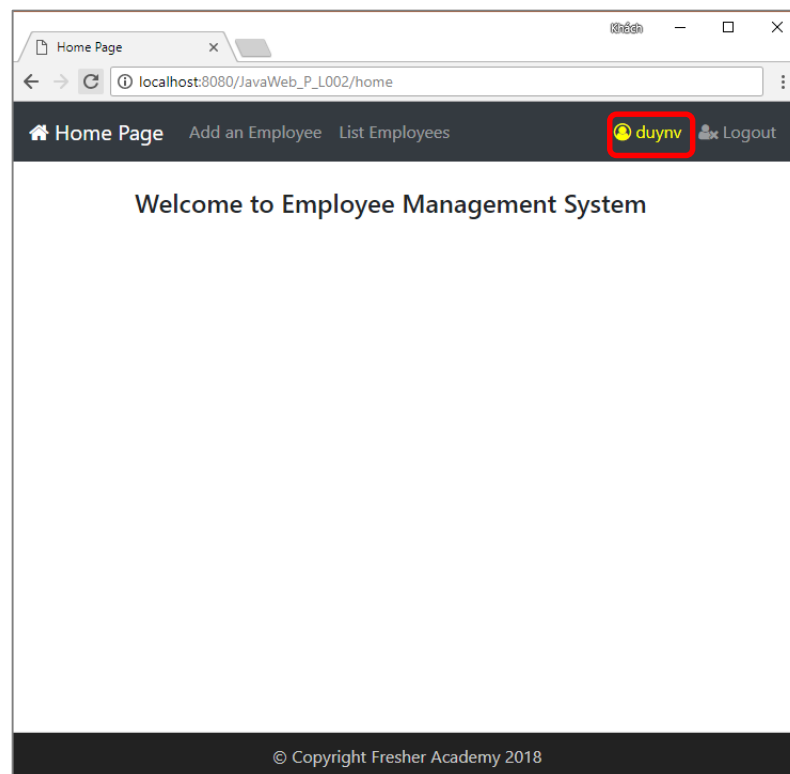 Khách
Home Page
localhost:8080/JavaWeb_P_L002/home
Home Page Add an Employee List Employees duynv Logout
Welcome to Employee Management System
© Copyright Fresher Academy 2018